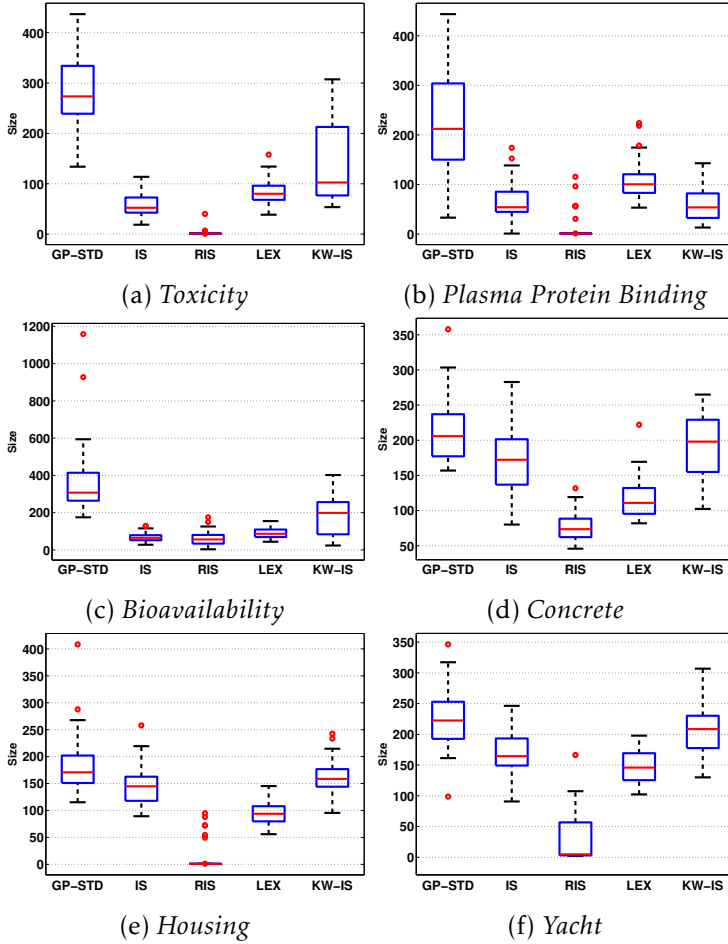 400
300
200
100
0
Size
GP−STD IS RIS LEX KW−IS
(a) Toxicity
400
300
200
100
0
Size
GP−STD IS RIS LEX KW−IS
(b) Plasma Protein Binding
1200
1000
800
600
400
200
0
Size
GP−STD IS RIS LEX KW−IS
(c) Bioavailability
350
300
250
200
150
100
50
Size
GP−STD IS RIS LEX KW−IS
(d) Concrete
400
350
300
250
200
150
100
50
0
Size
GP−STD IS RIS LEX KW−IS
(e) Housing
350
300
250
200
150
100
50
0
Size
GP−STD IS RIS LEX KW−IS
(f) Yacht